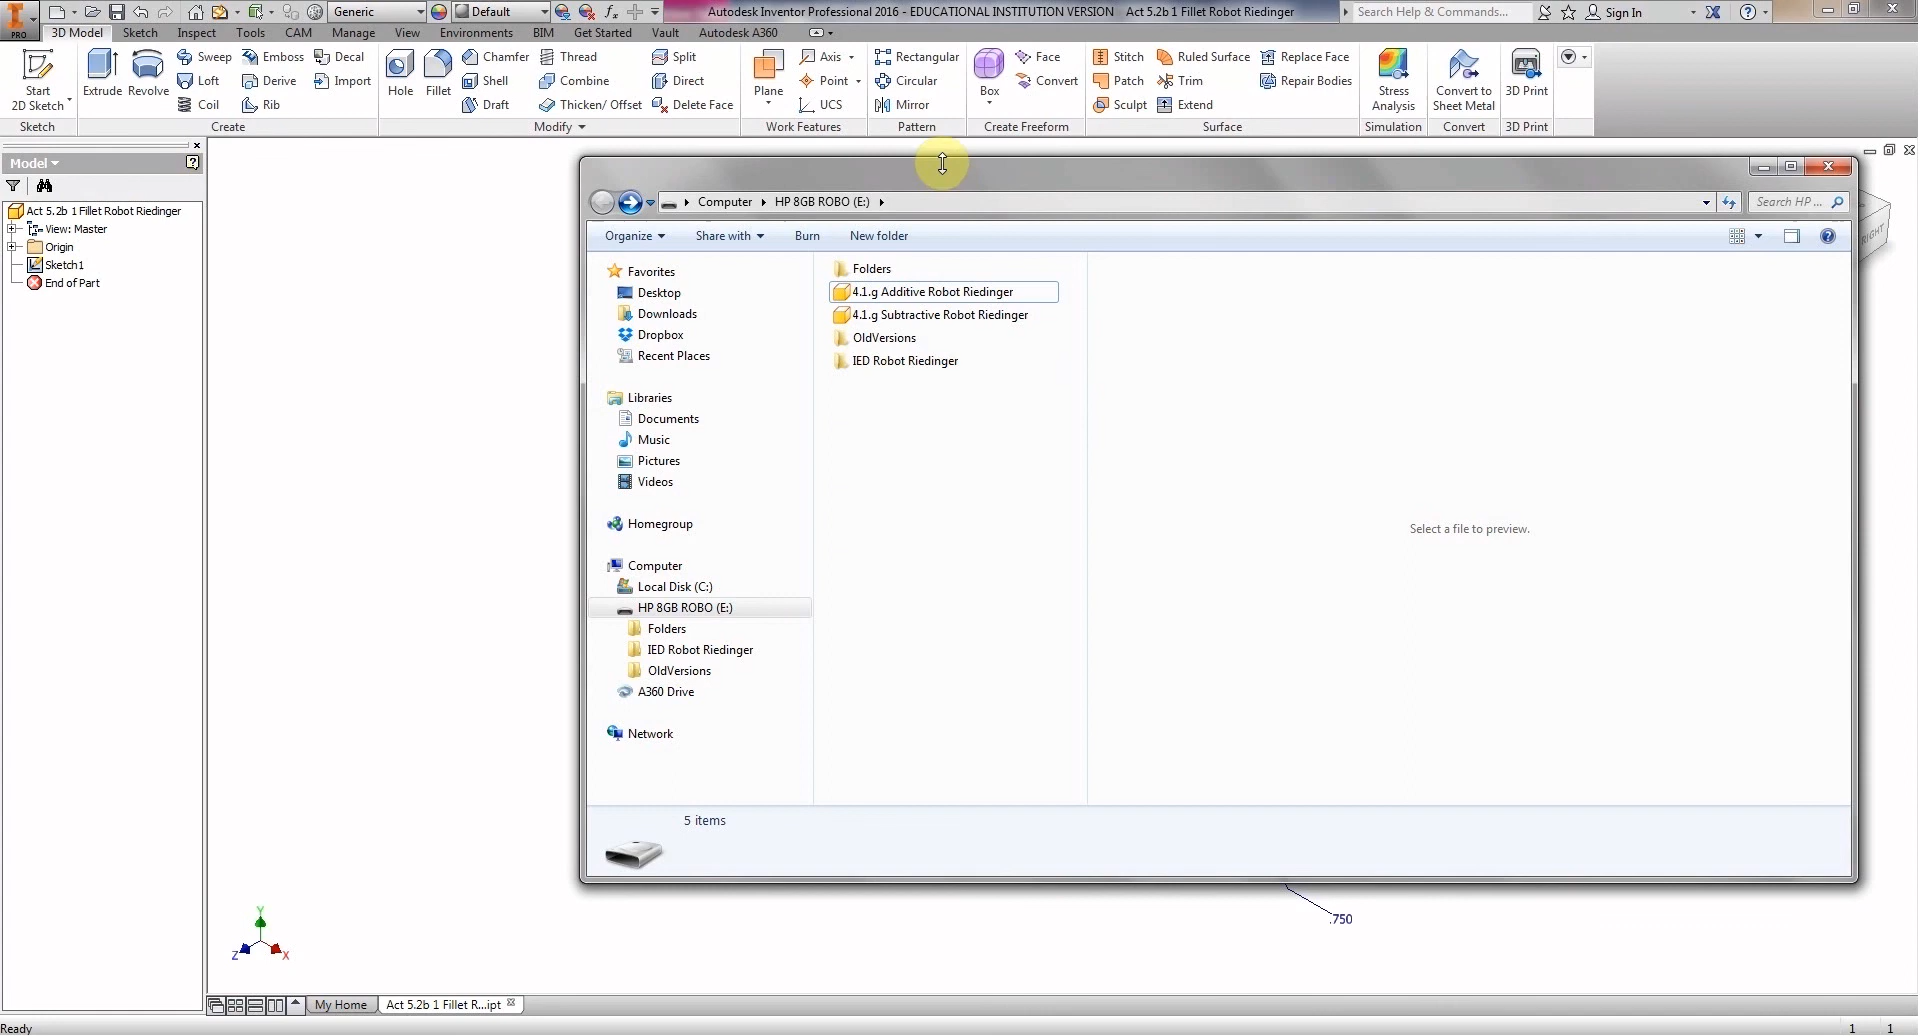 Generic
Default
Autodesk Inventor Professional 2016 - EDUCATIONAL INSTITUTION VERSION Act 5.2b 1 Fillet Robot Riedinger
Search Help & Commands...
Sign In
PRO
3D Model Sketch Inspect Tools CAM Manage View Environments BIM Get Started Vault Autodesk A360
Start
2D Sketch
Sketch
Extrude
Revolve
Sweep Emboss Decal
Loft Derive Import
Coil Rib
Create
Hole
Fillet
Chamfer Thread Split
Shell Combine Direct
Draft Thicken/ Offset Delete Face
Modify
Plane
Axis
Point
UCS
Work Features
Rectangular
Circular
Mirror
Pattern
Box
Face
Convert
Create Freeform
Stitch Ruled Surface Replace Face
Patch Trim Repair Bodies
Sculpt Extend
Surface
Stress
Analysis
Simulation
Convert to
Sheet Metal
Convert
3D Print
3D Print
Model
Act 5.2b 1 Fillet Robot Riedinger
View: Master
Origin
Sketch1
End of Part
Computer HP 8GB ROBO (E:)
Search HP ...
Organize Share with Burn New folder
Favorites
Desktop
Downloads
Dropbox
Recent Places
Libraries
Documents
Music
Pictures
Videos
Homegroup
Computer
Local Disk (C:)
HP 8GB ROBO (E:)
Folders
IED Robot Riedinger
OldVersions
A360 Drive
Network
Folders
4.1.g Additive Robot Riedinger
4.1.g Subtractive Robot Riedinger
OldVersions
IED Robot Riedinger
Select a file to preview.
5 items
RIGHT
.750
Y
Z X
My Home
Act 5.2b 1 Fillet R...ipt
Ready
1 1